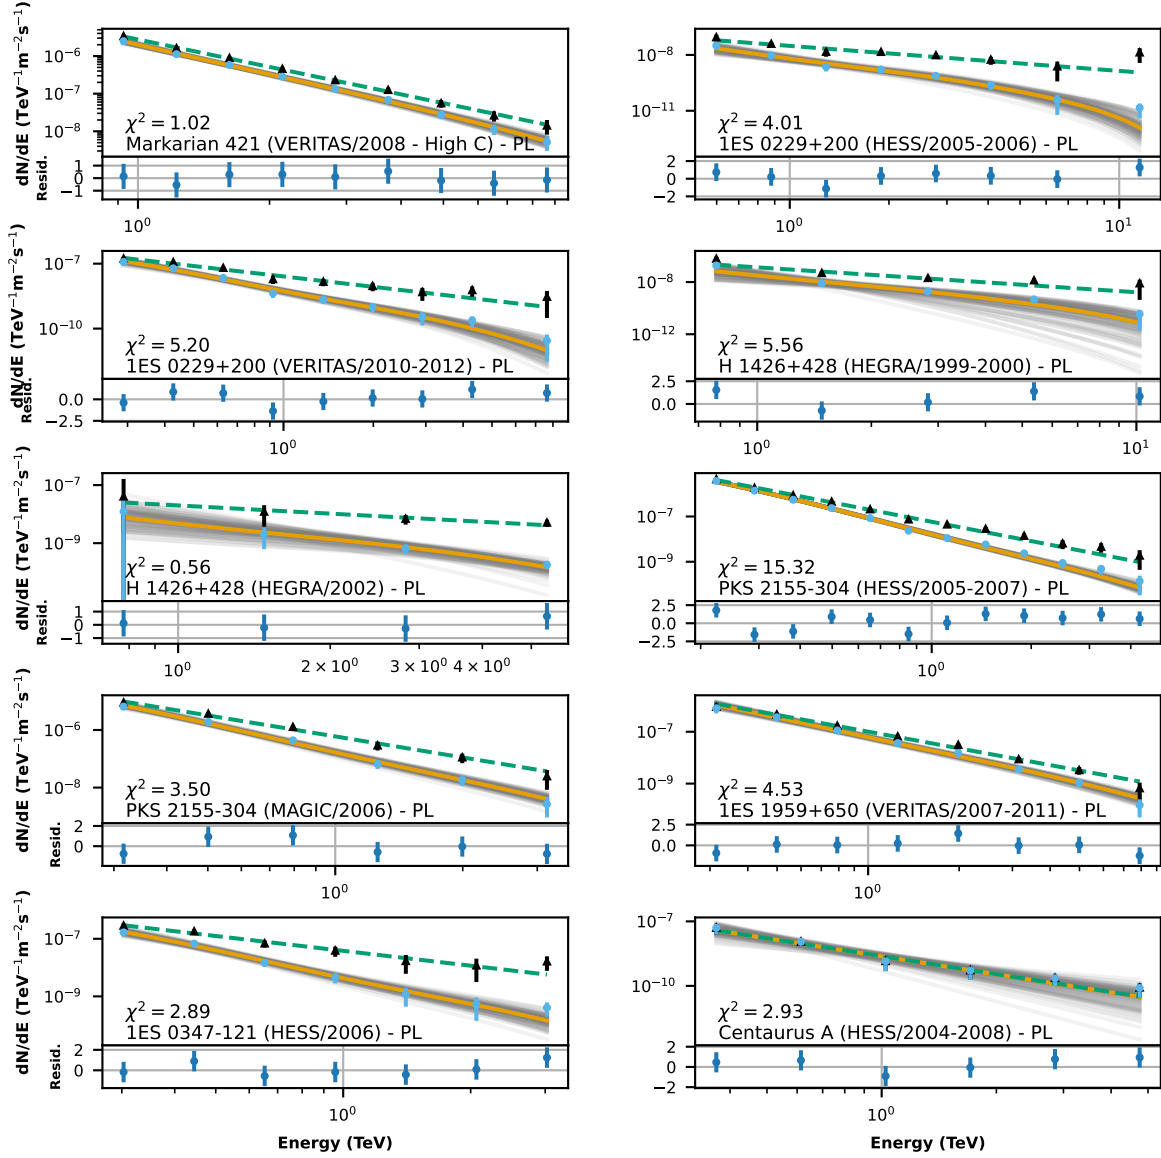 dN/dE (TeV⁻¹m⁻²s⁻¹)
10⁻⁶
10⁻⁷
10⁻⁸
χ² = 1.02
Markarian 421 (VERITAS/2008 - High C) - PL
Resid.
1
0
−1
10⁰
10⁻⁸
10⁻¹¹
χ² = 4.01
1ES 0229+200 (HESS/2005-2006) - PL
2
0
−2
10⁰
10¹
dN/dE (TeV⁻¹m⁻²s⁻¹)
10⁻⁷
10⁻¹⁰
χ² = 5.20
1ES 0229+200 (VERITAS/2010-2012) - PL
Resid.
0.0
−2.5
10⁰
10⁻⁸
10⁻¹²
χ² = 5.56
H 1426+428 (HEGRA/1999-2000) - PL
2.5
0.0
10⁰
10¹
dN/dE (TeV⁻¹m⁻²s⁻¹)
10⁻⁷
10⁻⁹
χ² = 0.56
H 1426+428 (HEGRA/2002) - PL
Resid.
1
0
−1
10⁰
2 × 10⁰
3 × 10⁰
4 × 10⁰
10⁻⁷
10⁻⁹
χ² = 15.32
PKS 2155-304 (HESS/2005-2007) - PL
2.5
0.0
−2.5
10⁰
dN/dE (TeV⁻¹m⁻²s⁻¹)
10⁻⁶
10⁻⁸
χ² = 3.50
PKS 2155-304 (MAGIC/2006) - PL
Resid.
2
0
10⁰
10⁻⁷
10⁻⁹
χ² = 4.53
1ES 1959+650 (VERITAS/2007-2011) - PL
2.5
0.0
10⁰
dN/dE (TeV⁻¹m⁻²s⁻¹)
10⁻⁷
10⁻⁹
χ² = 2.89
1ES 0347-121 (HESS/2006) - PL
Resid.
2
0
10⁰
Energy (TeV)
10⁻⁷
10⁻¹⁰
χ² = 2.93
Centaurus A (HESS/2004-2008) - PL
2
0
−2
10⁰
Energy (TeV)